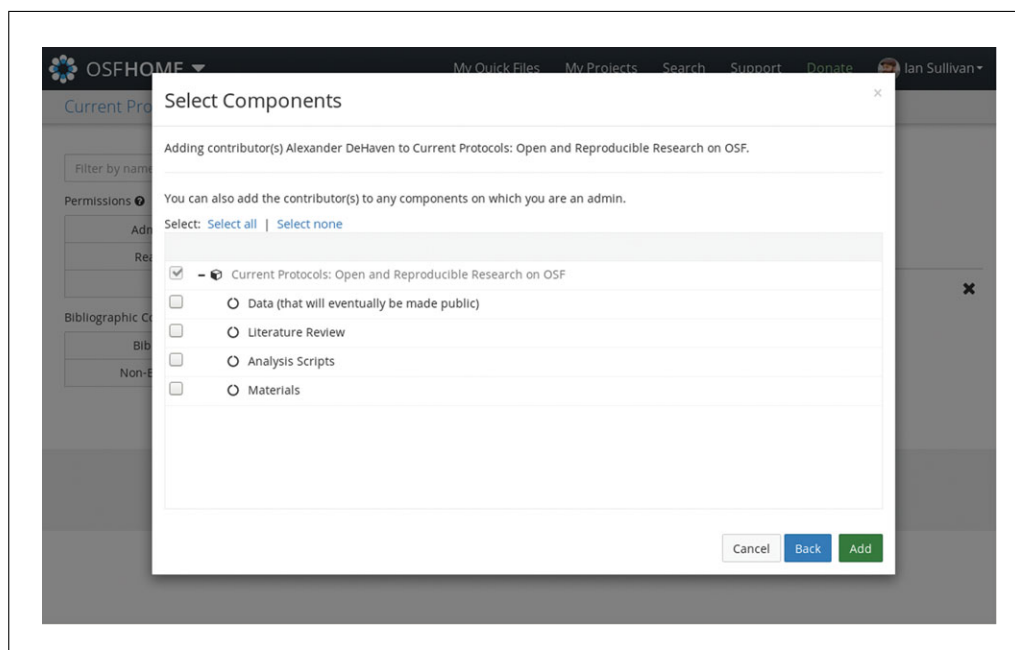 OSFHOME My Quick Files My Projects Search Support Donate Ian Sullivan
Current Pro
Select Components
×
Adding contributor(s) Alexander DeHaven to Current Protocols: Open and Reproducible Research on OSF.
Filter by name
You can also add the contributor(s) to any components on which you are an admin.
Permissions
Select: Select all | Select none
Adm
Rea
Current Protocols: Open and Reproducible Research on OSF
Data (that will eventually be made public)
Bibliographic Co
Literature Review
Bib
Analysis Scripts
Non-B
Materials
Cancel Back Add